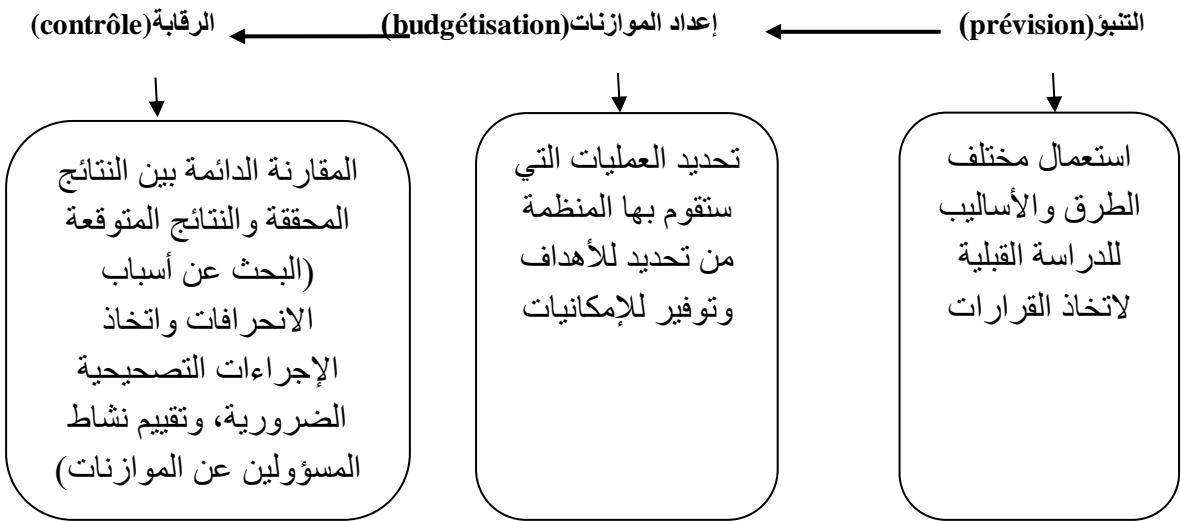 التنبؤ(prévision)
إعداد الموازنات(budgétisation)
الرقابة(contrôle)
استعمال مختلف
الطرق والأساليب
للدراسة القبلية
لاتخاذ القرارات
تحديد العمليات التي
ستقوم بها المنظمة
من تحديد للأهداف
وتوفير للإمكانيات
المقارنة الدائمة بين النتائج
المحققة والنتائج المتوقعة
(البحث عن أسباب
الانحرافات واتخاذ
الإجراءات التصحيحية
الضرورية، وتقييم نشاط
المسؤولين عن الموازنات)